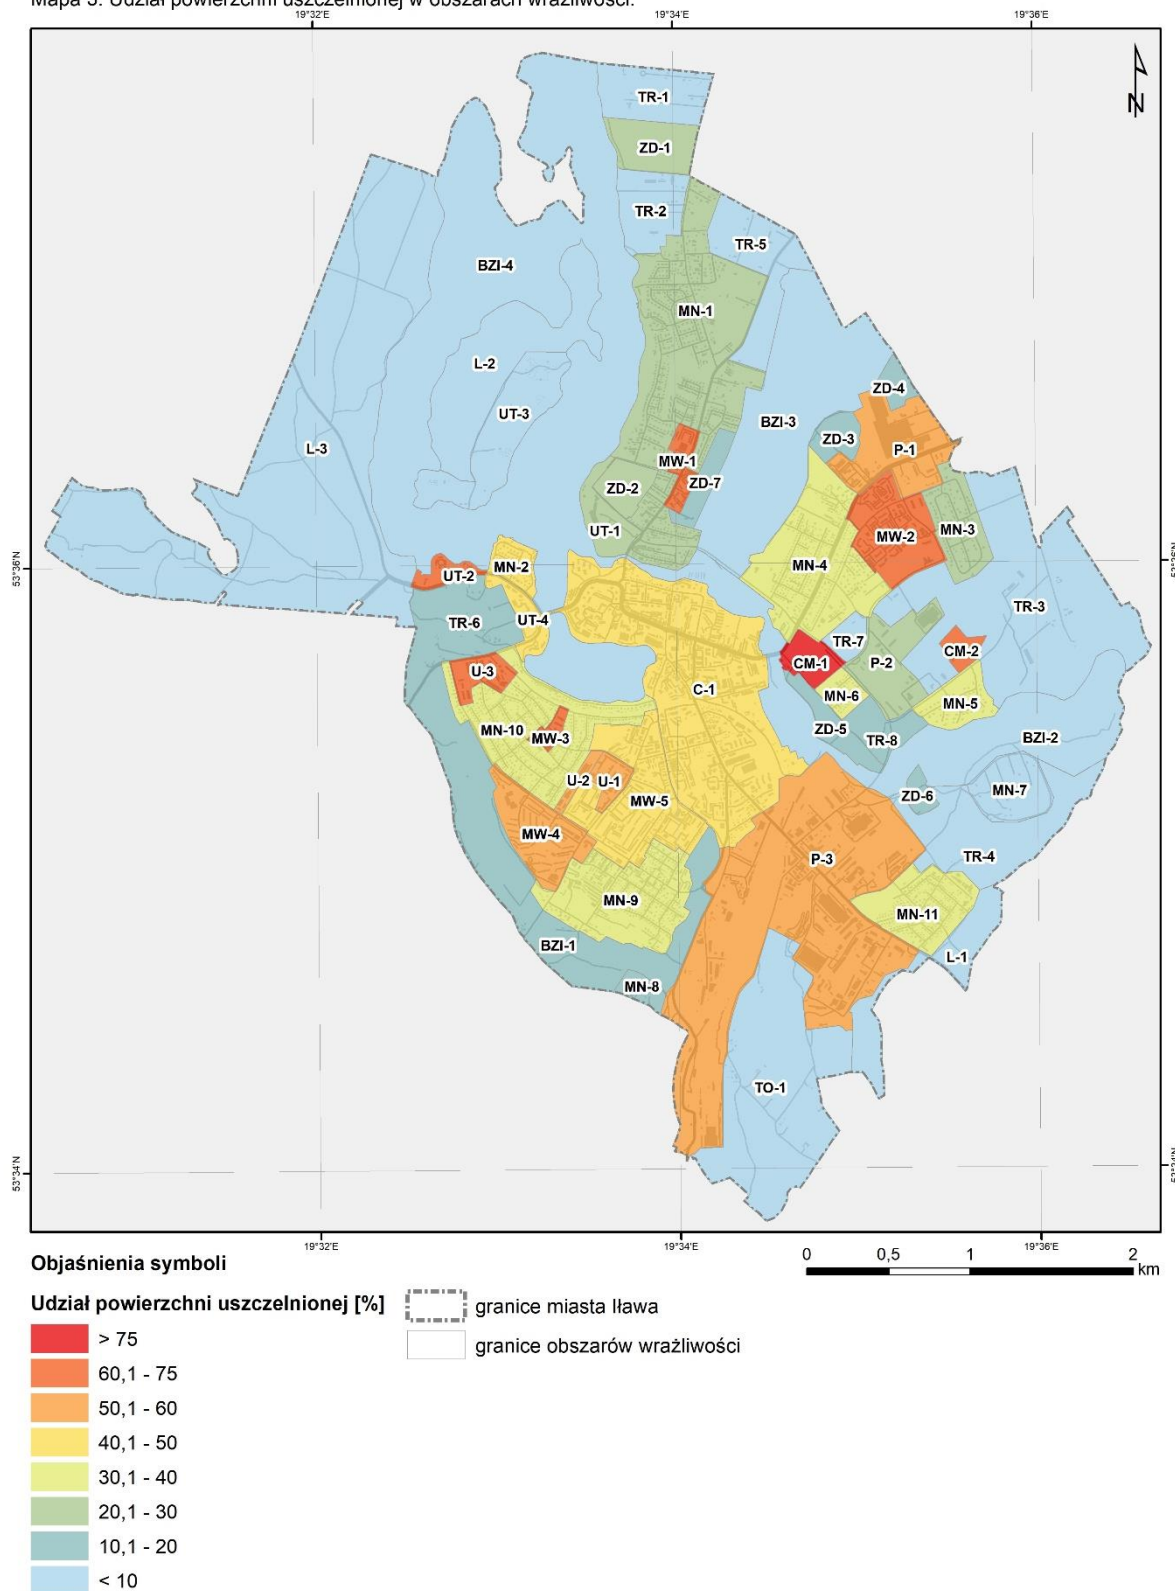 Mapa 3. Udział powierzchni uszczelnionej w obszarach wrażliwości.
19°32'E 19°34'E 19°36'E
N
TR-1
ZD-1
TR-2
TR-5
BZI-4
MN-1
L-2
ZD-4
UT-3
BZI-3
ZD-3
L-3
P-1
MW-1
ZD-7
ZD-2
UT-1
MN-3
MW-2
53°36'N
MN-2
MN-4
UT-2
TR-3
UT-4
TR-6
TR-7
CM-2
CM-1
P-2
U-3
C-1
MN-6
MN-5
MN-10
ZD-5
MW-3
TR-8
BZI-2
U-2
U-1
MN-7
ZD-6
MW-5
MW-4
P-3
TR-4
MN-9
MN-11
BZI-1
L-1
MN-8
TO-1
53°34'N
19°32'E 19°34'E 19°36'E
Objaśnienia symboli
0 0,5 1 2
km
Udział powierzchni uszczelnionej [%]
granice miasta Iława
granice obszarów wrażliwości
> 75
60,1 - 75
50,1 - 60
40,1 - 50
30,1 - 40
20,1 - 30
10,1 - 20
< 10